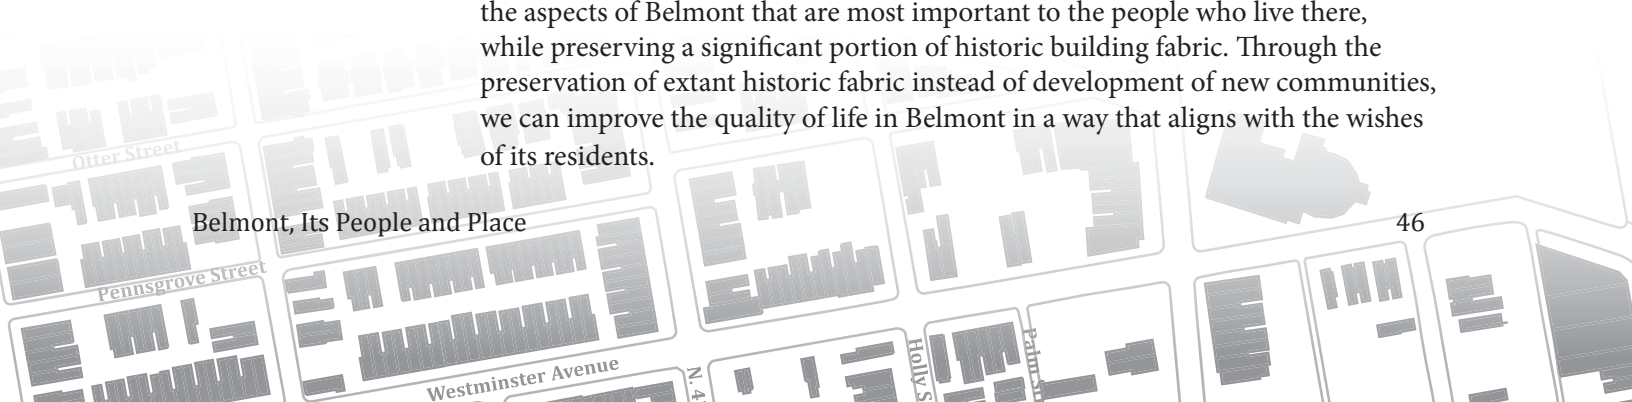 the aspects of Belmont that are most important to the people who live there,
while preserving a significant portion of historic building fabric. Through the
preservation of extant historic fabric instead of development of new communities,
we can improve the quality of life in Belmont in a way that aligns with the wishes
of its residents.
Otter Street
Belmont, Its People and Place
46
Pennsgrove Street
Westminster Avenue
N. 4
Holly S
Palm